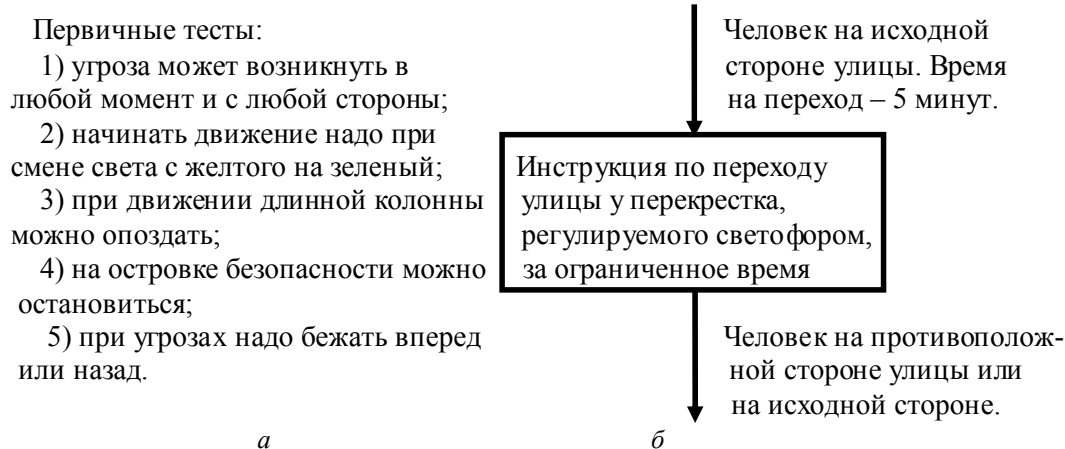 Первичные тесты:
1) угроза может возникнуть в
любой момент и с любой стороны;
2) начинать движение надо при
смене света с желтого на зеленый;
3) при движении длинной колонны
можно опоздать;
4) на островке безопасности можно
остановиться;
5) при угрозах надо бежать вперед
или назад.
а
Человек на исходной
стороне улицы. Время
на переход – 5 минут.
Инструкция по переходу
улицы у перекрестка,
регулируемого светофором,
за ограниченное время
Человек на противополож-
ной стороне улицы или
на исходной стороне.
б